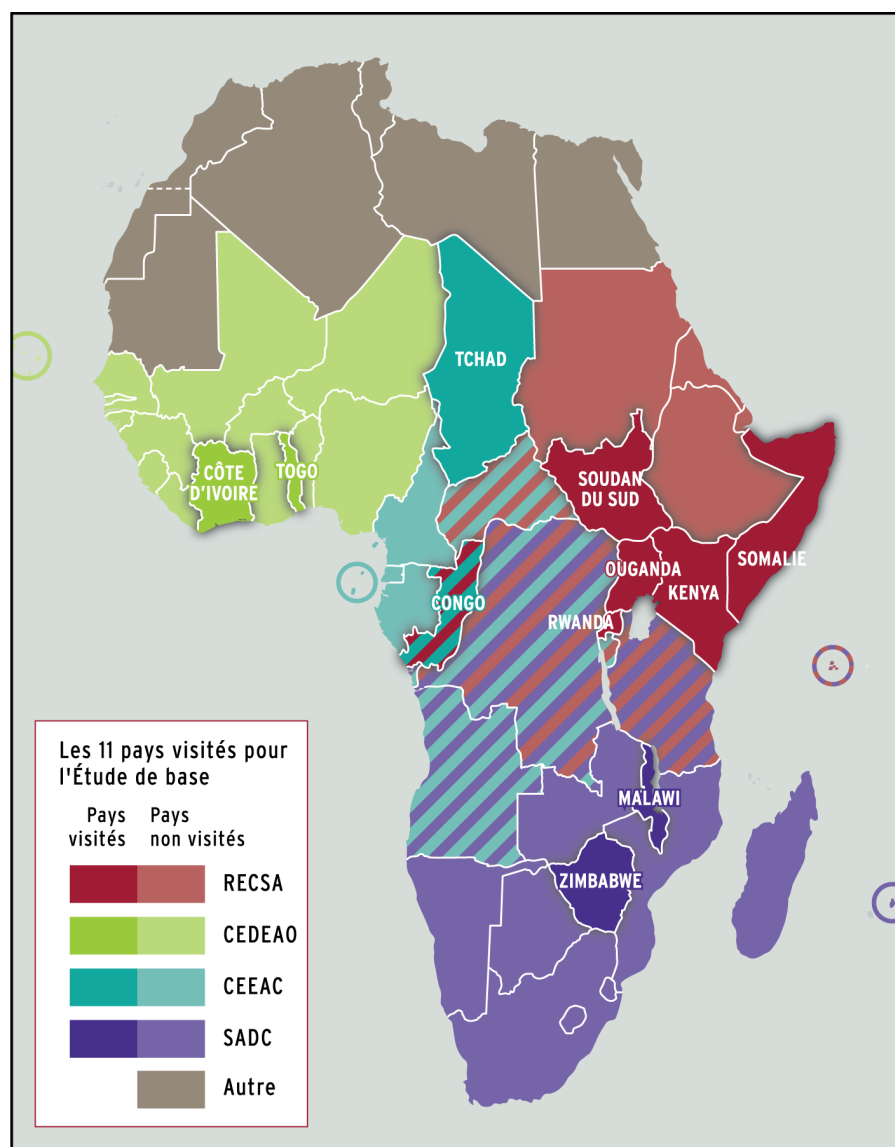 TCHAD
CÔTE
D'IVOIRE
TOGO
SOUDAN
DU SUD
SOMALIE
OUGANDA
KENYA
CONGO
RWANDA
MALAWI
ZIMBABWE
Les 11 pays visités pour
l'Étude de base
Pays
visités
Pays
non visités
RECSA
CEDEAO
CEEAC
SADC
Autre